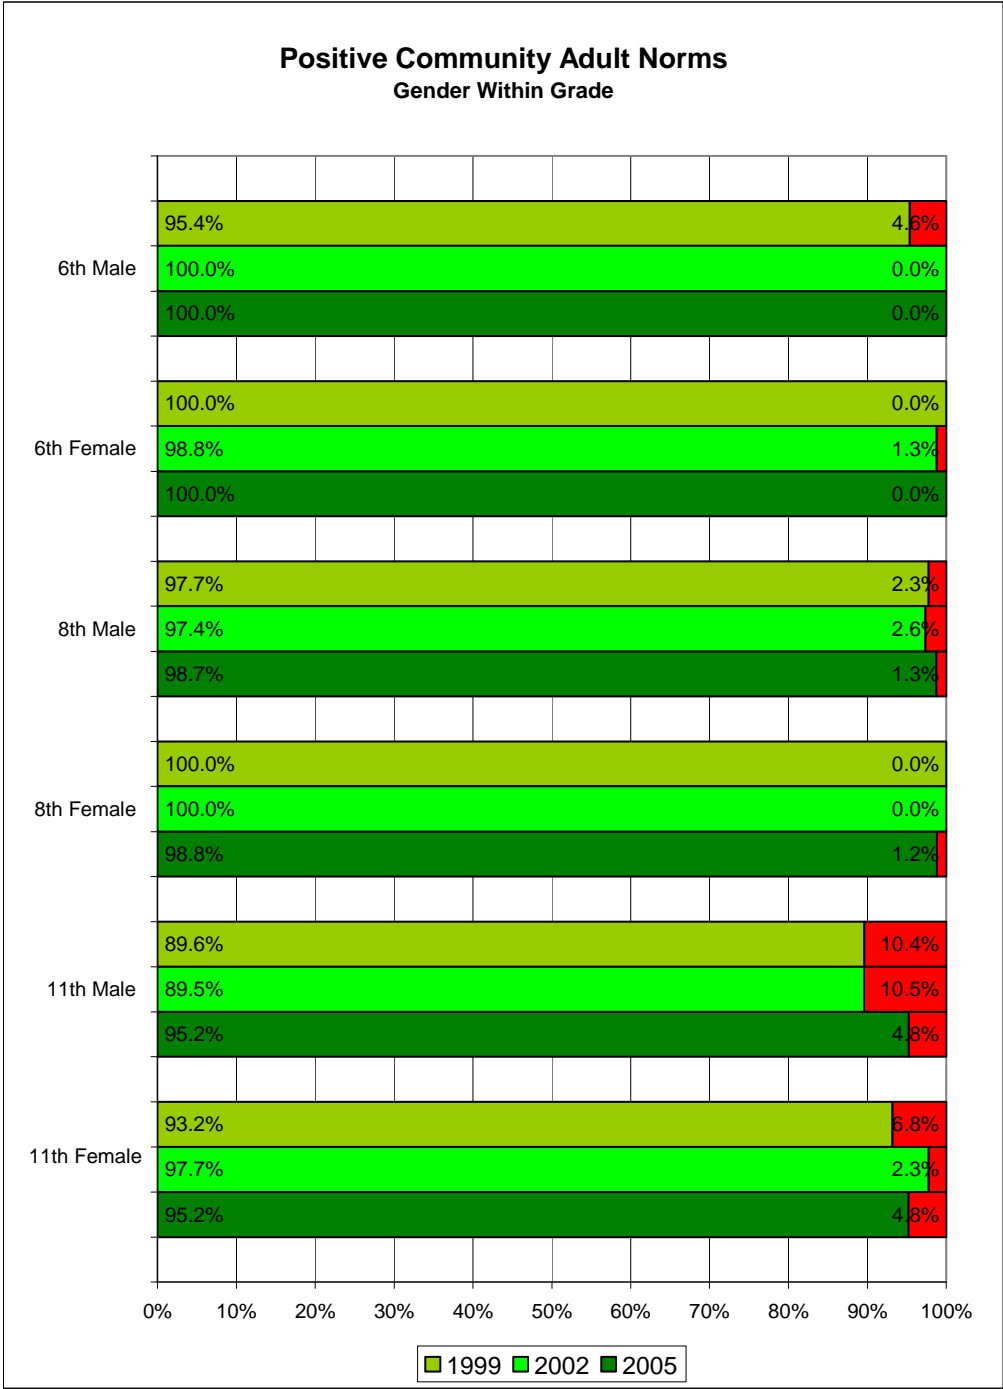 Positive Community Adult Norms
Gender Within Grade
95.4% 4.6%
6th Male 100.0% 0.0%
100.0% 0.0%
100.0% 0.0%
6th Female 98.8% 1.3%
100.0% 0.0%
97.7% 2.3%
8th Male 97.4% 2.6%
98.7% 1.3%
100.0% 0.0%
8th Female 100.0% 0.0%
98.8% 1.2%
89.6% 10.4%
11th Male 89.5% 10.5%
95.2% 4.8%
93.2% 6.8%
11th Female 97.7% 2.3%
95.2% 4.8%
0% 10% 20% 30% 40% 50% 60% 70% 80% 90% 100%
1999 2002 2005